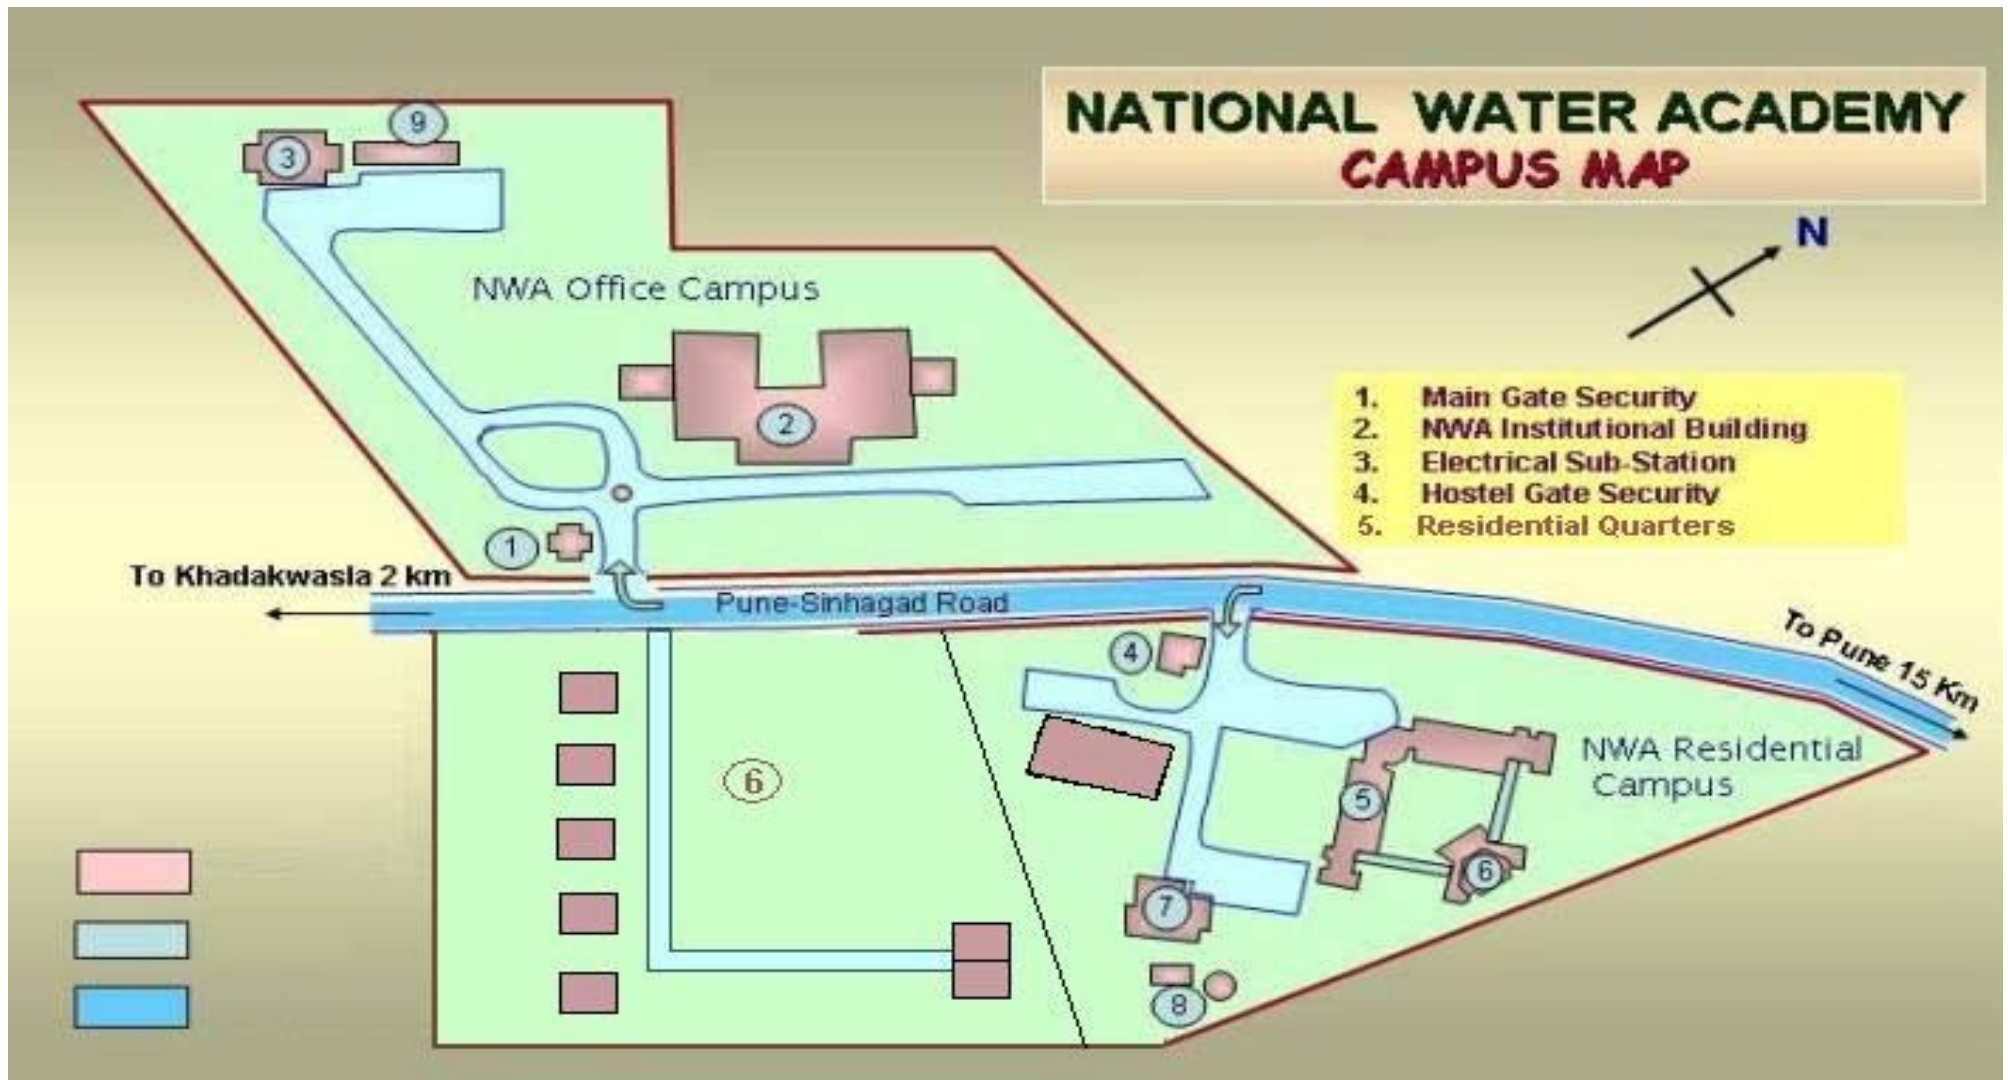 NATIONAL WATER ACADEMY
CAMPUS MAP
N
9
3
NWA Office Campus
2
1. Main Gate Security
2. NWA Institutional Building
3. Electrical Sub-Station
4. Hostel Gate Security
5. Residential Quarters
1
To Khadakwasla 2 km
Pune-Sinhagad Road
To Pune 15 Km
4
NWA Residential
Campus
6
5
6
7
8